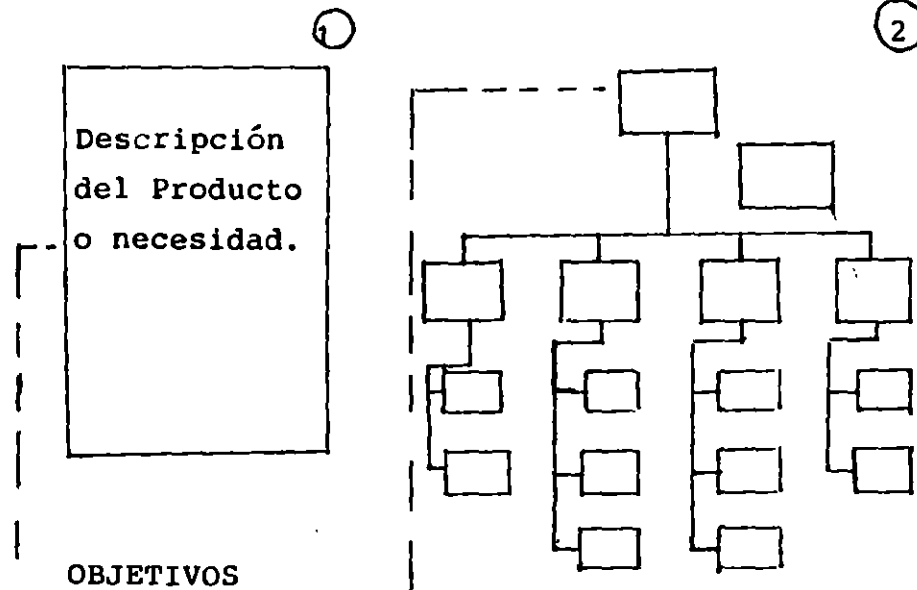 1
2
Descripción
del Producto
o necesidad.
OBJETIVOS